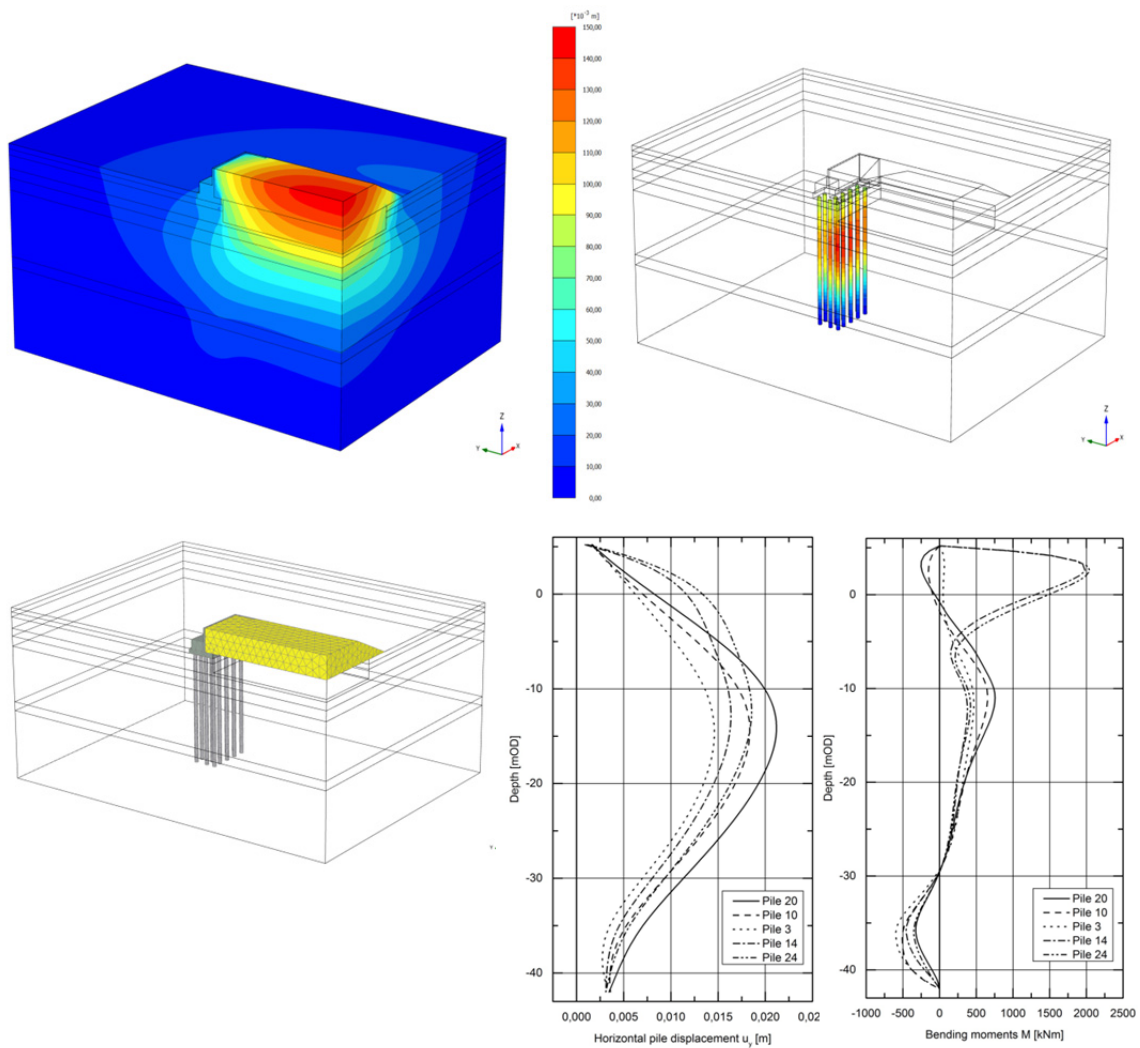 [*10⁻³ m]
150,00
140,00
130,00
120,00
110,00
100,00
90,00
80,00
70,00
60,00
50,00
40,00
30,00
20,00
10,00
0,00
Z
Y
X
Z
Y
X
Depth [mOD]
0
-10
-20
-30
-40
Pile 20
Pile 10
Pile 3
Pile 14
Pile 24
0,000
0,005
0,010
0,015
0,020
0,02
Horizontal pile displacement u_y [m]
Depth [mOD]
0
-10
-20
-30
-40
Pile 20
Pile 10
Pile 3
Pile 14
Pile 24
-1000
-500
0
500
1000
1500
2000
2500
Bending moments M [kNm]